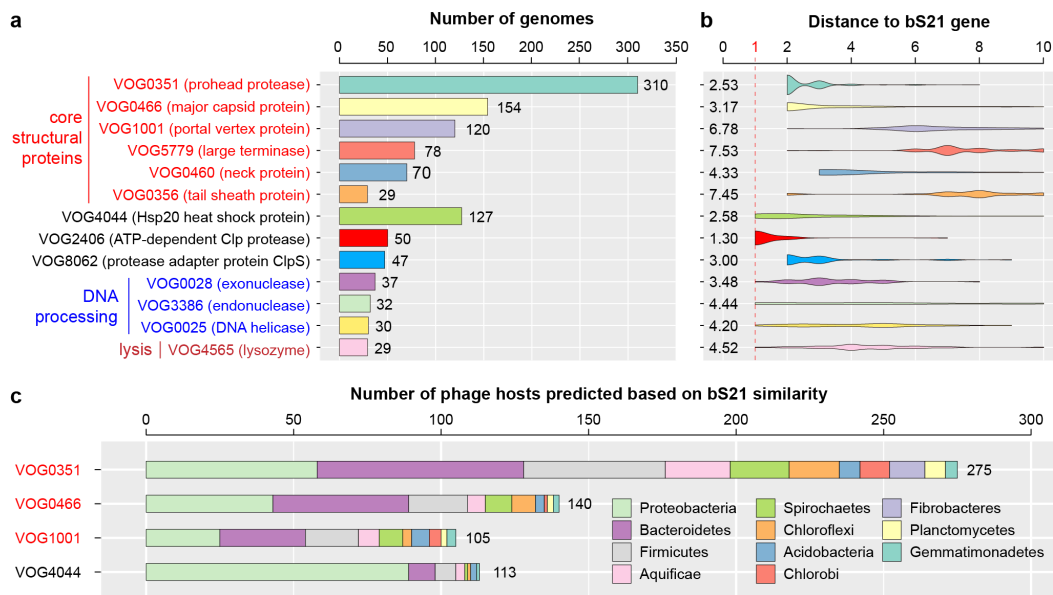 a
Number of genomes
0 50 100 150 200 250 300 350
core
structural
proteins
VOG0351 (prohead protease) 310
VOG0466 (major capsid protein) 154
VOG1001 (portal vertex protein) 120
VOG5779 (large terminase) 78
VOG0460 (neck protein) 70
VOG0356 (tail sheath protein) 29
VOG4044 (Hsp20 heat shock protein) 127
VOG2406 (ATP-dependent Clp protease) 50
VOG8062 (protease adapter protein ClpS) 47
DNA
processing
VOG0028 (exonuclease) 37
VOG3386 (endonuclease) 32
VOG0025 (DNA helicase) 30
lysis
VOG4565 (lysozyme) 29
b
Distance to bS21 gene
0 1 2 4 6 8 10
2.53
3.17
6.78
7.53
4.33
7.45
2.58
1.30
3.00
3.48
4.44
4.20
4.52
c
Number of phage hosts predicted based on bS21 similarity
0 50 100 150 200 250 300
VOG0351 275
VOG0466 140
VOG1001 105
VOG4044 113
Proteobacteria
Bacteroidetes
Firmicutes
Aquificae
Spirochaetes
Chloroflexi
Acidobacteria
Chlorobi
Fibrobacteres
Planctomycetes
Gemmatimonadetes